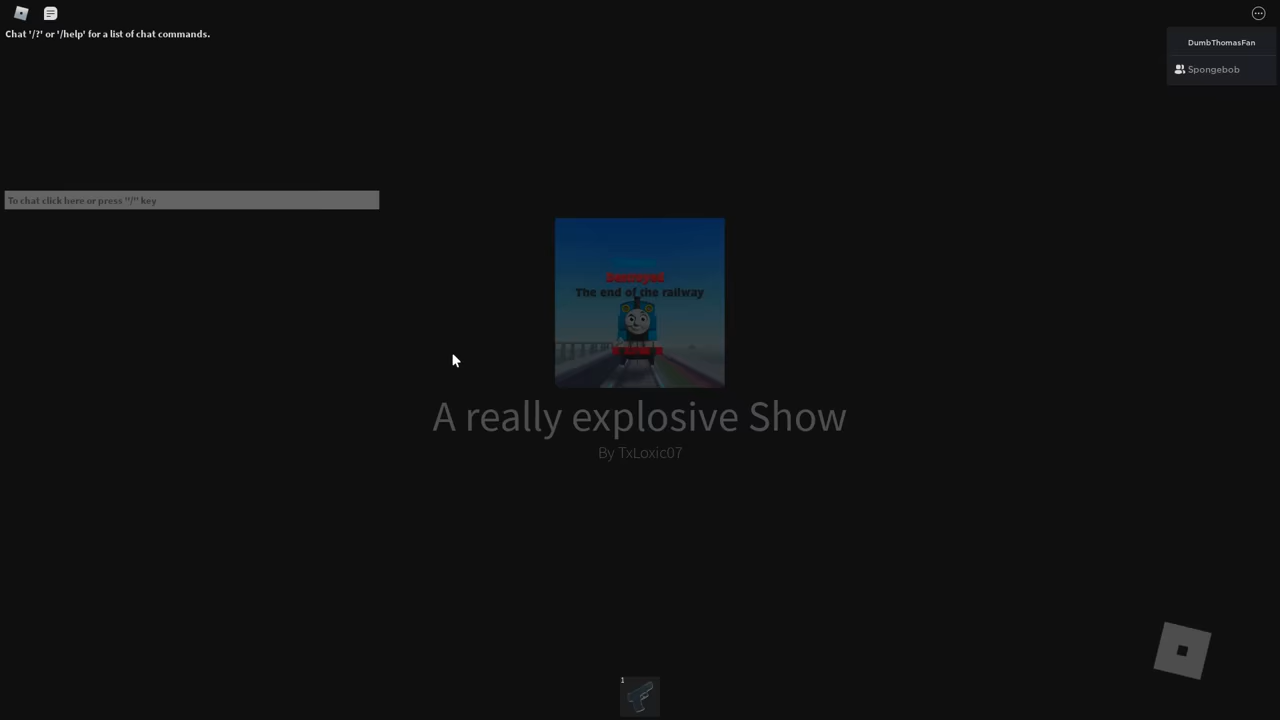 Chat '/?' or '/help' for a list of chat commands.
DumbThomasFan
Spongebob
To chat click here or press "/" key
Destroyed
The end of the railway
A really explosive Show
By TxLoxic07
1